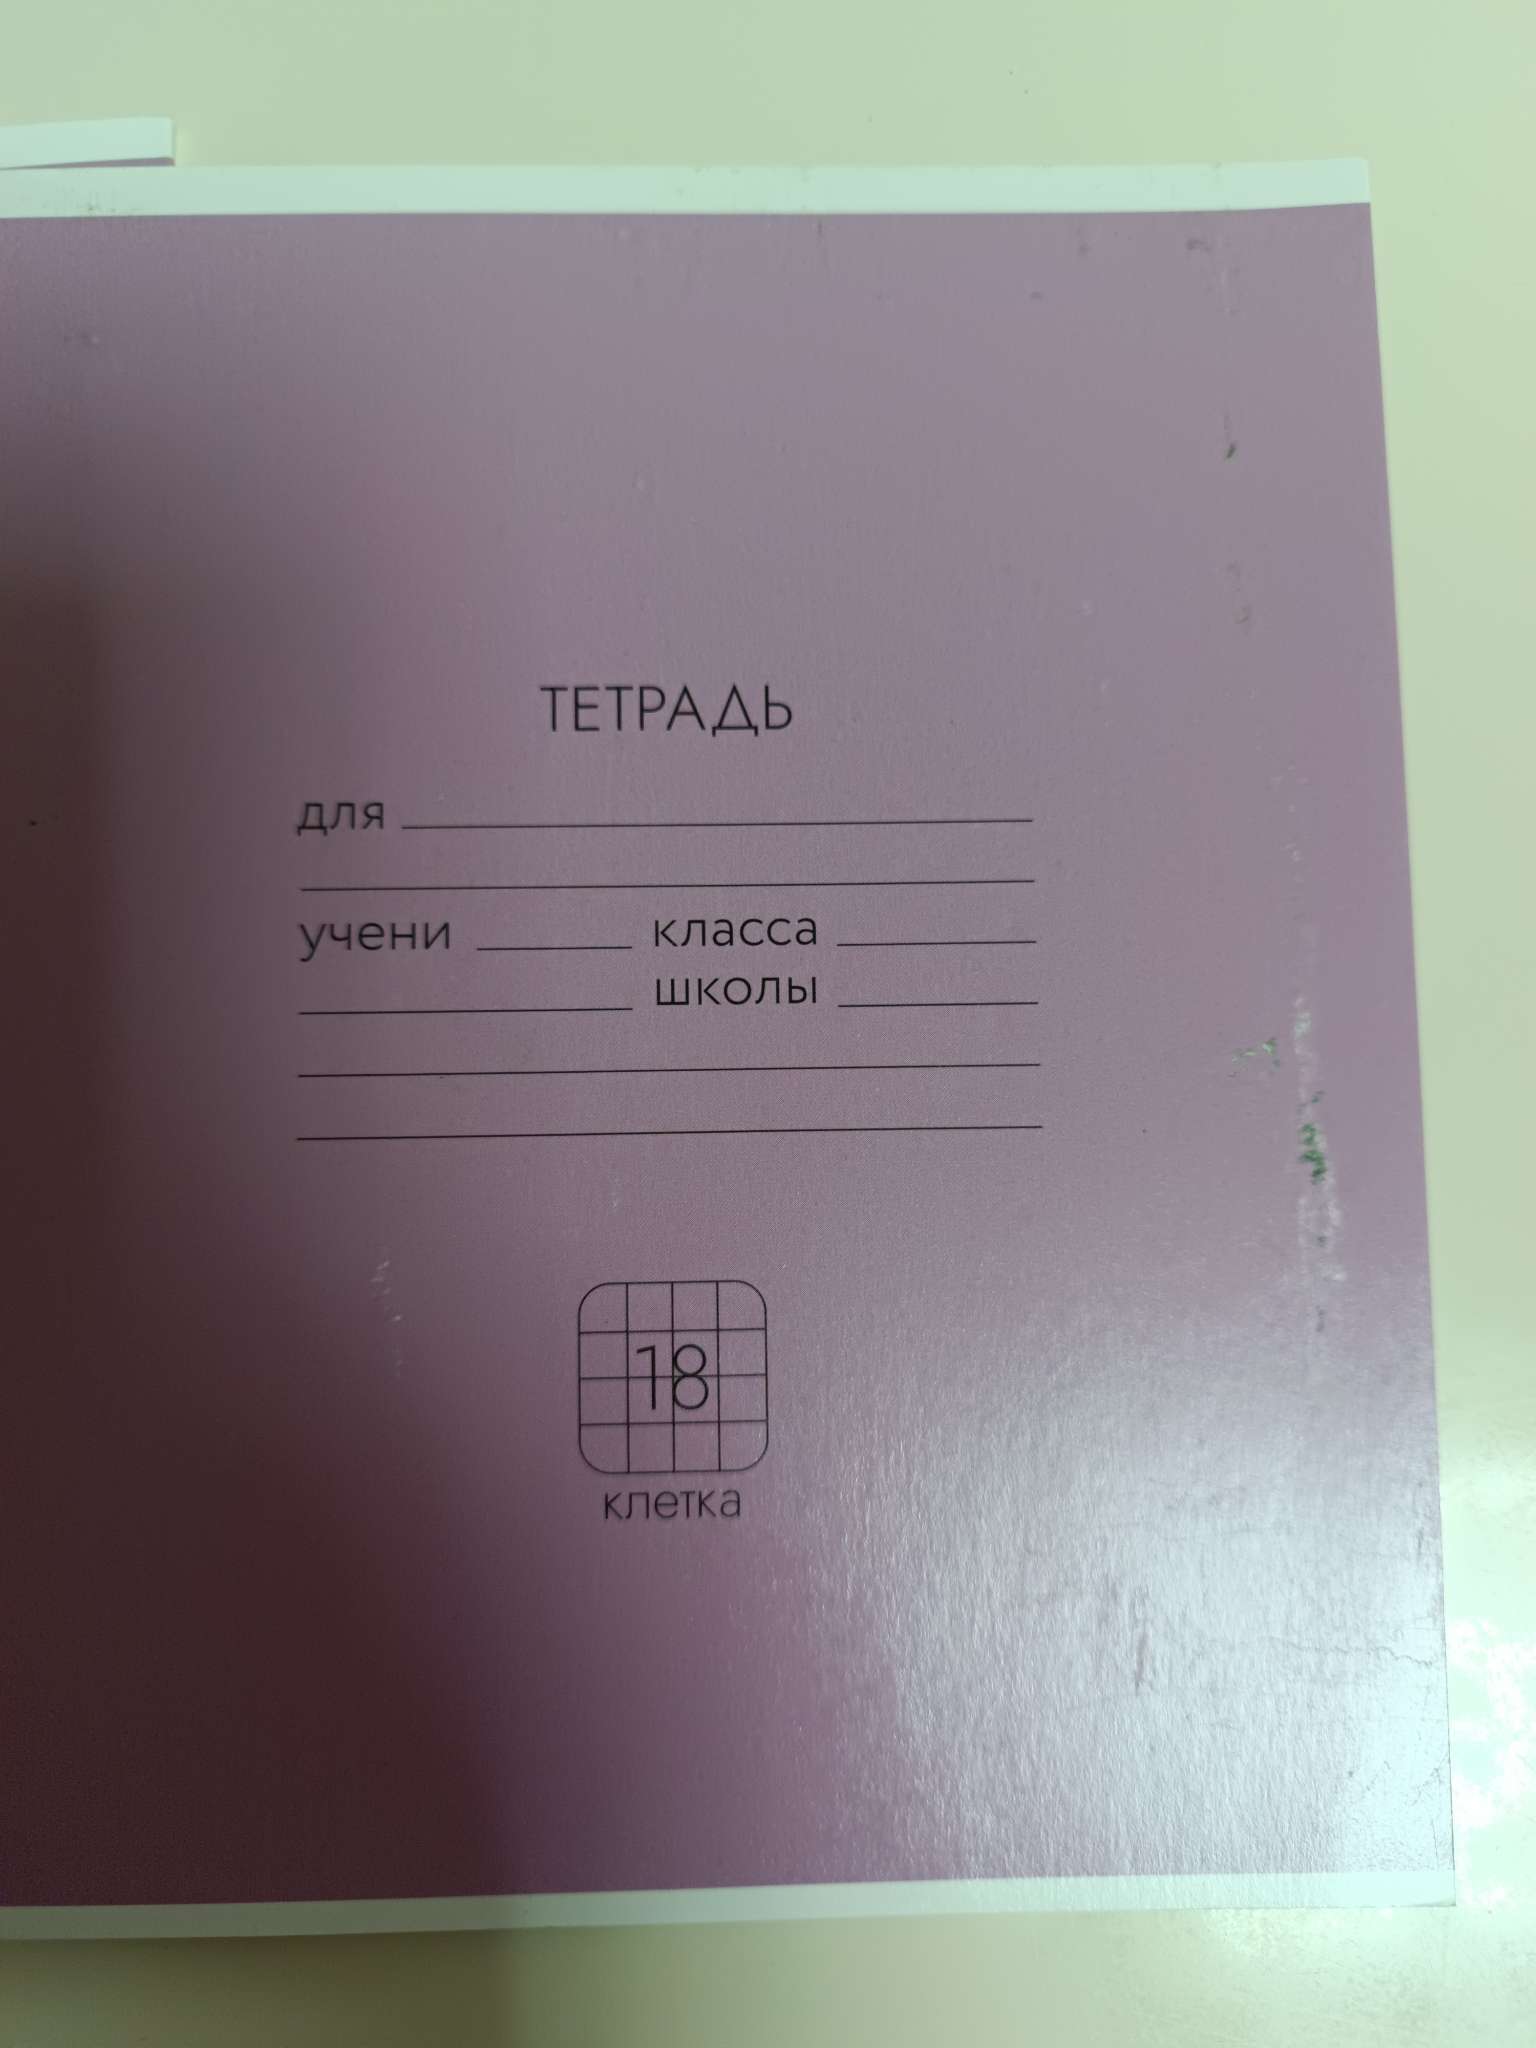 ТЕТРАДЬ
для
учени класса
школы
18
клетка